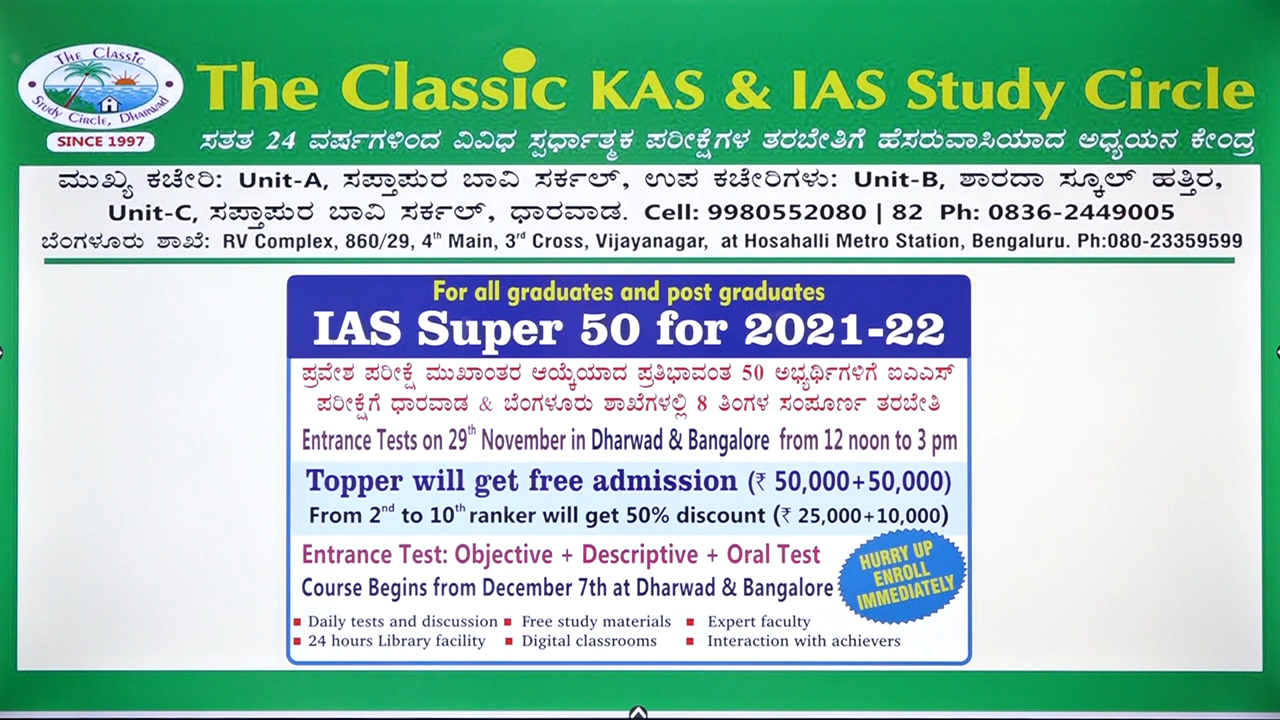 The Classic
Study Circle, Dharwad
SINCE 1997
The Classic KAS & IAS Study Circle
ಸತತ 24 ವರ್ಷಗಳಿಂದ ವಿವಿಧ ಸ್ಪರ್ಧಾತ್ಮಕ ಪರೀಕ್ಷೆಗಳ ತರಬೇತಿಗೆ ಹೆಸರುವಾಸಿಯಾದ ಅಧ್ಯಯನ ಕೇಂದ್ರ
ಮುಖ್ಯ ಕಚೇರಿ: Unit-A, ಸಪ್ತಾಪುರ ಬಾವಿ ಸರ್ಕಲ್, ಉಪ ಕಚೇರಿಗಳು: Unit-B, ಶಾರದಾ ಸ್ಕೂಲ್ ಹತ್ತಿರ,
Unit-C, ಸಪ್ತಾಪುರ ಬಾವಿ ಸರ್ಕಲ್, ಧಾರವಾಡ. Cell: 9980552080 | 82 Ph: 0836-2449005
ಬೆಂಗಳೂರು ಶಾಖೆ: RV Complex, 860/29, 4th Main, 3rd Cross, Vijayanagar, at Hosahalli Metro Station, Bengaluru. Ph:080-23359599
For all graduates and post graduates
IAS Super 50 for 2021-22
ಪ್ರವೇಶ ಪರೀಕ್ಷೆ ಮುಖಾಂತರ ಆಯ್ಕೆಯಾದ ಪ್ರತಿಭಾವಂತ 50 ಅಭ್ಯರ್ಥಿಗಳಿಗೆ ಐಎಎಸ್
ಪರೀಕ್ಷೆಗೆ ಧಾರವಾಡ & ಬೆಂಗಳೂರು ಶಾಖೆಗಳಲ್ಲಿ 8 ತಿಂಗಳ ಸಂಪೂರ್ಣ ತರಬೇತಿ
Entrance Tests on 29th November in Dharwad & Bangalore from 12 noon to 3 pm
Topper will get free admission (₹ 50,000+50,000)
From 2nd to 10th ranker will get 50% discount (₹ 25,000+10,000)
Entrance Test: Objective + Descriptive + Oral Test
Course Begins from December 7th at Dharwad & Bangalore
HURRY UP
ENROLL
IMMEDIATELY
Daily tests and discussion Free study materials Expert faculty
24 hours Library facility Digital classrooms Interaction with achievers